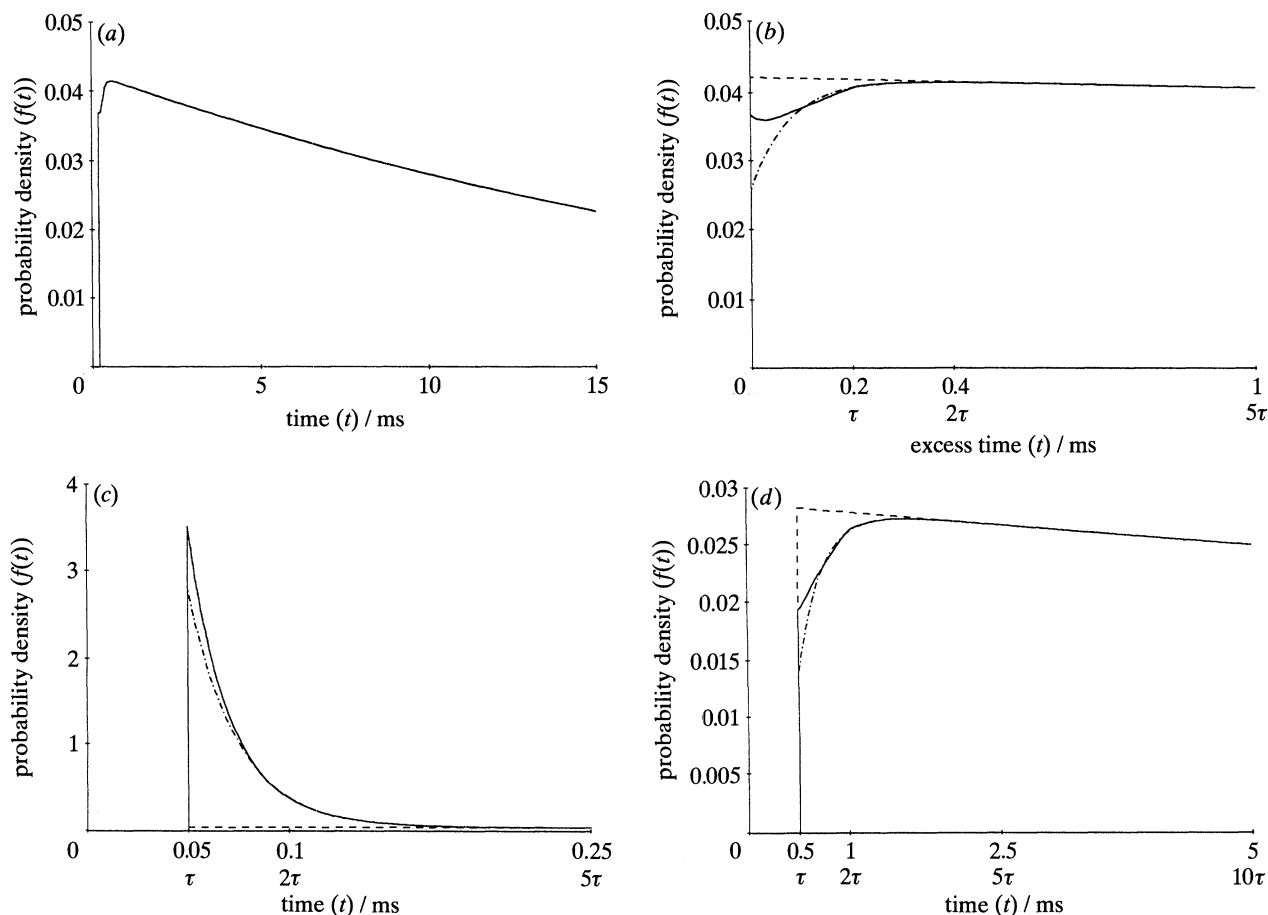 (a)
probability density (f(t))
0.05
0.04
0.03
0.02
0.01
0
5
10
15
time (t) / ms
(b)
probability density (f(t))
0.05
0.04
0.03
0.02
0.01
0
0.2
0.4
1
τ
2τ
5τ
excess time (t) / ms
(c)
probability density (f(t))
4
3
2
1
0
0.05
0.1
0.25
τ
2τ
5τ
time (t) / ms
(d)
probability density (f(t))
0.03
0.025
0.02
0.015
0.01
0.005
0
0.5
1
2.5
5
τ
2τ
5τ
10τ
time (t) / ms